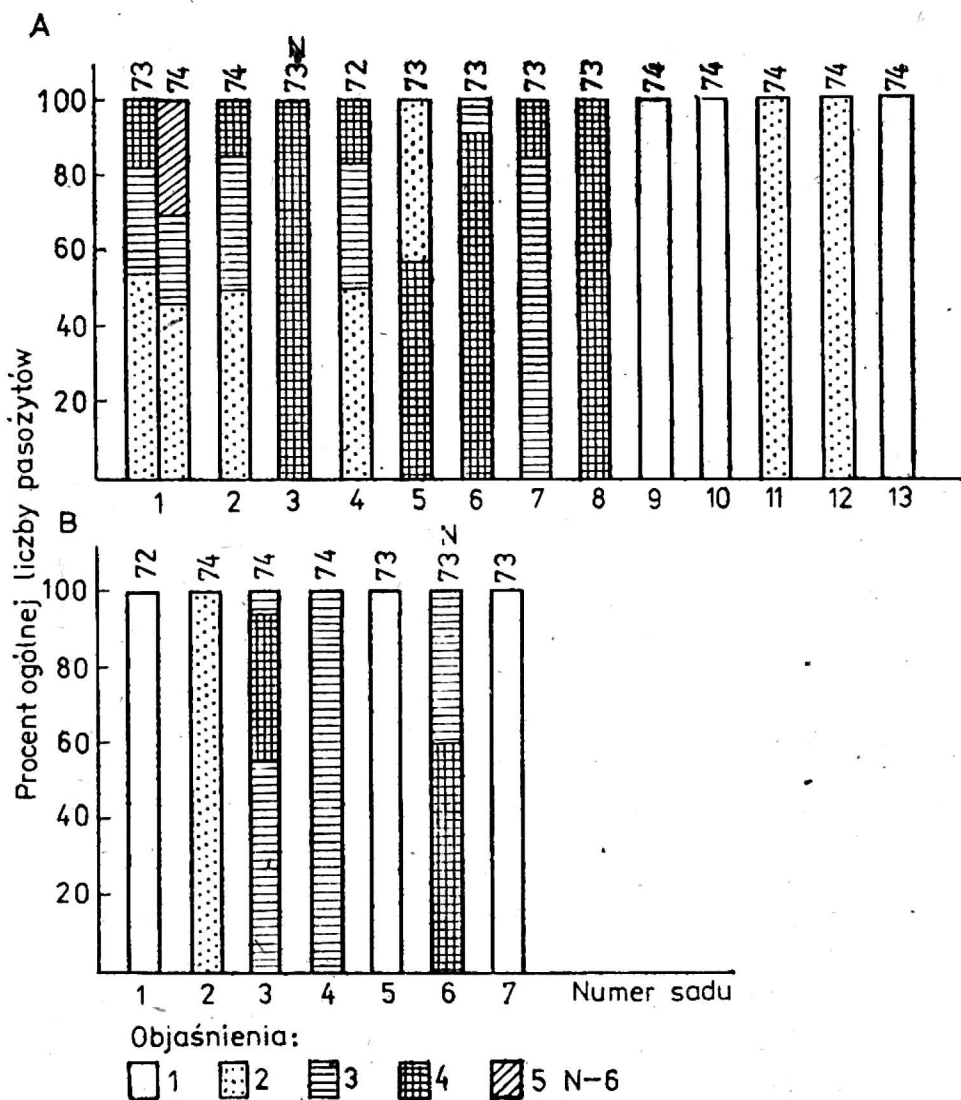 A
73 74 74 73 N 72 73 73 73 73 74 74 74 74 74
100
80
60
40
20
1 2 3 4 5 6 7 8 9 10 11 12 13
Procent ogólnej liczby pasożytów
B
72 74 74 74 73 73 N 73
100
80
60
40
20
1 2 3 4 5 6 7 Numer sadu
Objaśnienia:
1 2 3 4 5 N-6